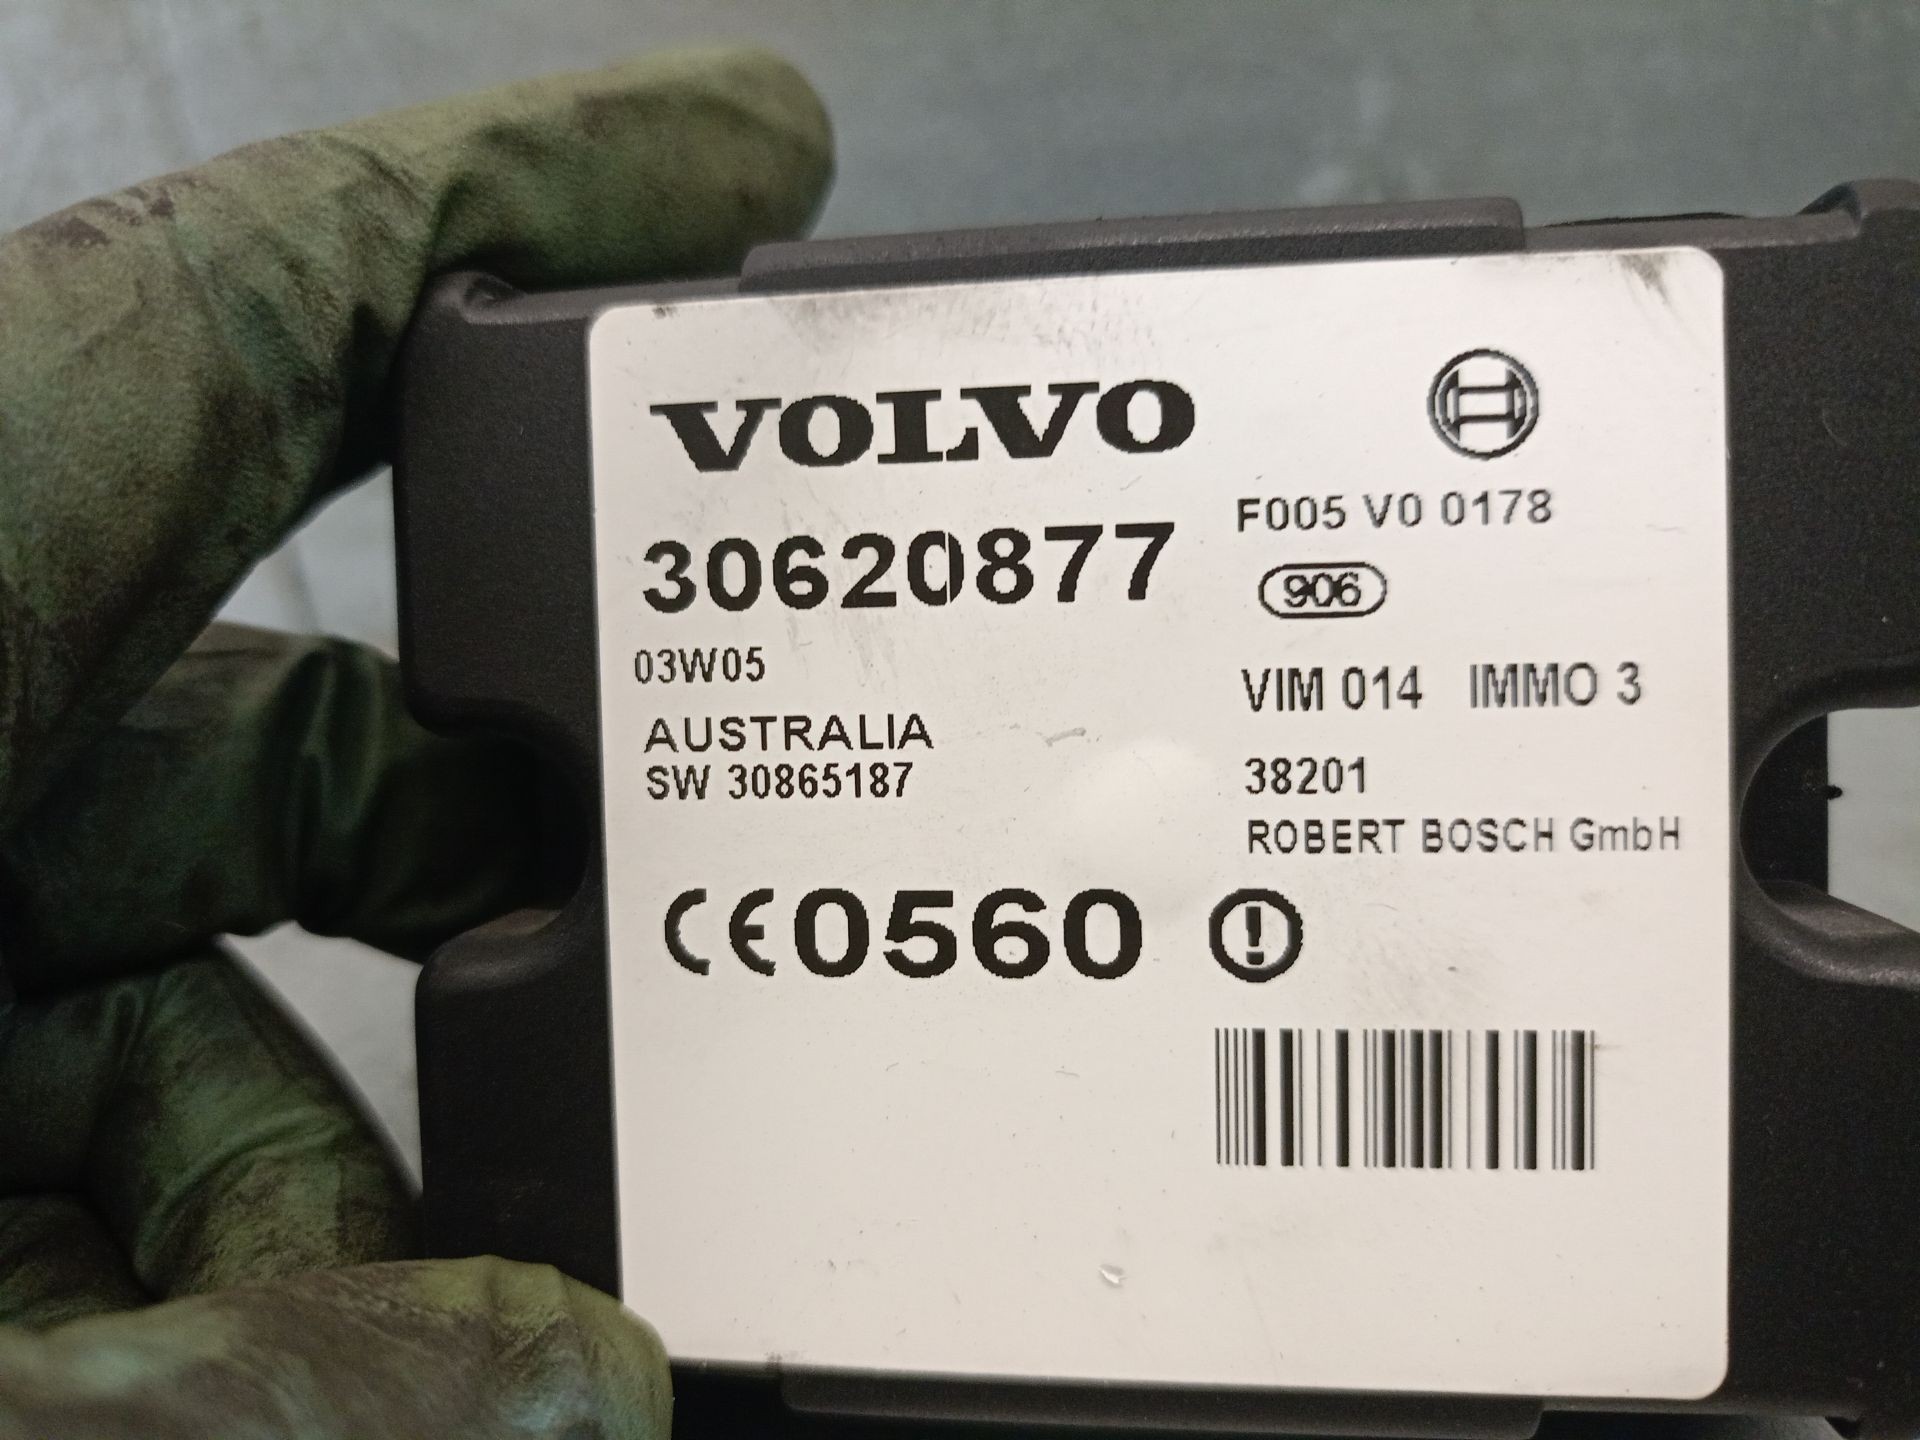 VOLVO
30620877
03W05
AUSTRALIA
SW 30865187
F005 V0 0178
906
VIM 014 IMMO 3
38201
ROBERT BOSCH GmbH
CE0560